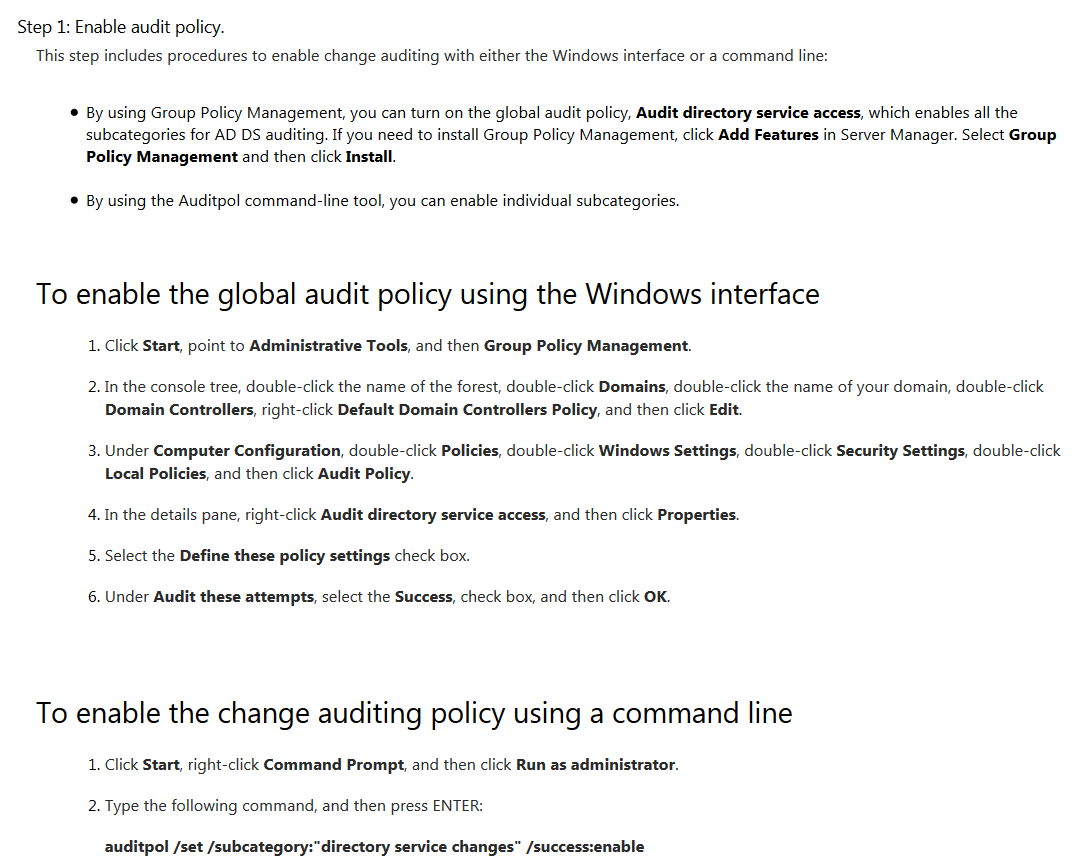 Step 1: Enable audit policy.
This step includes procedures to enable change auditing with either the Windows interface or a command line:
● By using Group Policy Management, you can turn on the global audit policy, Audit directory service access, which enables all the
subcategories for AD DS auditing. If you need to install Group Policy Management, click Add Features in Server Manager. Select Group
Policy Management and then click Install.
● By using the Auditpol command-line tool, you can enable individual subcategories.
To enable the global audit policy using the Windows interface
1. Click Start, point to Administrative Tools, and then Group Policy Management.
2. In the console tree, double-click the name of the forest, double-click Domains, double-click the name of your domain, double-click
Domain Controllers, right-click Default Domain Controllers Policy, and then click Edit.
3. Under Computer Configuration, double-click Policies, double-click Windows Settings, double-click Security Settings, double-click
Local Policies, and then click Audit Policy.
4. In the details pane, right-click Audit directory service access, and then click Properties.
5. Select the Define these policy settings check box.
6. Under Audit these attempts, select the Success, check box, and then click OK.
To enable the change auditing policy using a command line
1. Click Start, right-click Command Prompt, and then click Run as administrator.
2. Type the following command, and then press ENTER:
auditpol /set /subcategory:"directory service changes" /success:enable